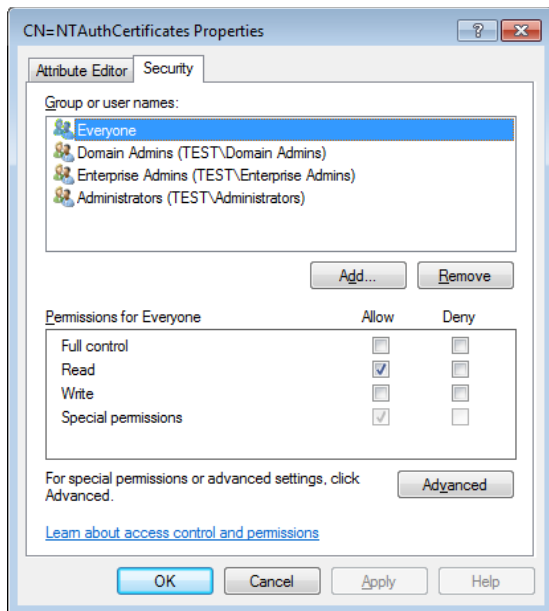 CN=NTAuthCertificates Properties
?
Attribute Editor
Security
Group or user names:
Everyone
Domain Admins (TEST\Domain Admins)
Enterprise Admins (TEST\Enterprise Admins)
Administrators (TEST\Administrators)
Add...
Remove
Permissions for Everyone
Allow
Deny
Full control
Read
Write
Special permissions
For special permissions or advanced settings, click
Advanced.
Advanced
Learn about access control and permissions
OK
Cancel
Apply
Help